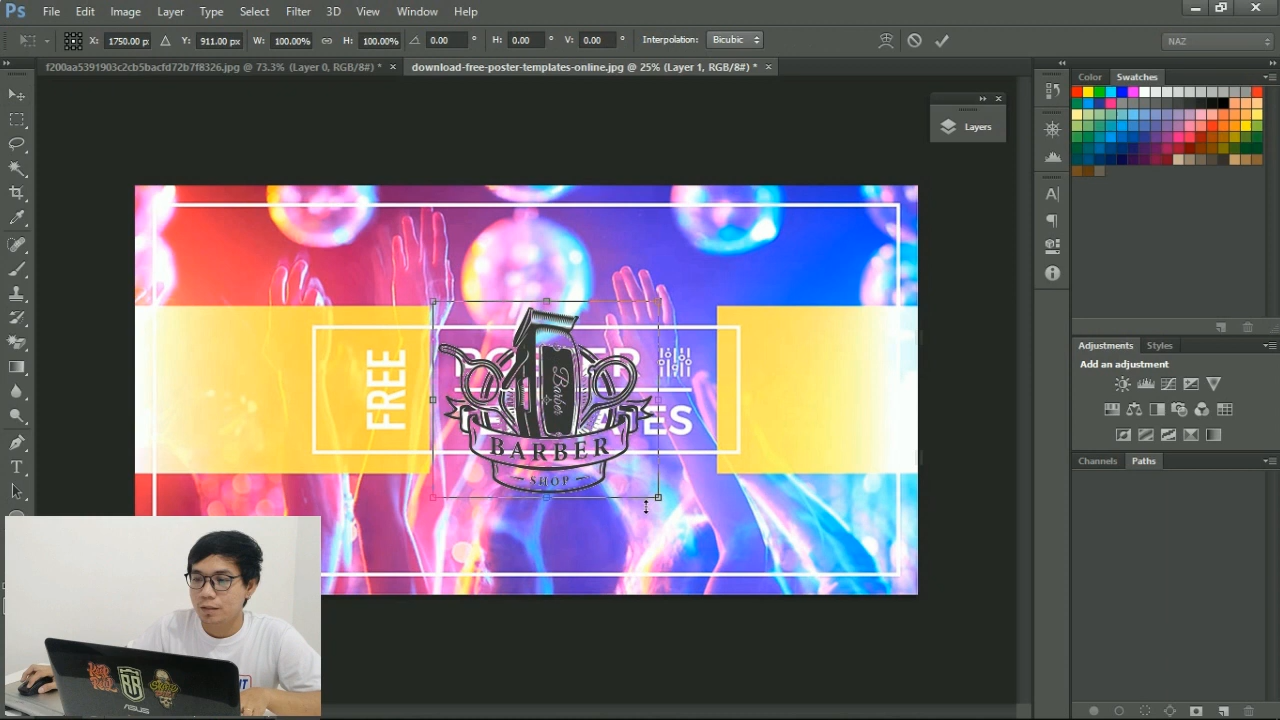 Ps File Edit Image Layer Type Select Filter 3D View Window Help
X: 1750.00 px Y: 911.00 px W: 100.00% H: 100.00% 0.00 ° H: 0.00 ° V: 0.00 ° Interpolation: Bicubic NAZ
f200aa5391903c2cb5bacfd72b7f8326.jpg @ 73.3% (Layer 0, RGB/8#) * × download-free-poster-templates-online.jpg @ 25% (Layer 1, RGB/8#) * ×
Color Swatches
Layers
Adjustments Styles
Add an adjustment
Channels Paths
FREE
Barber
BARBER
SHOP
ASUS